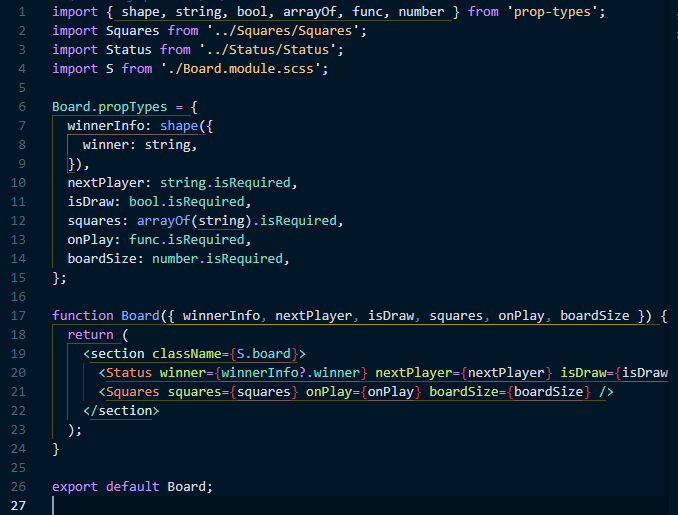 1 import { shape, string, bool, arrayOf, func, number } from 'prop-types';
2 import Squares from '../Squares/Squares';
3 import Status from '../Status/Status';
4 import S from './Board.module.scss';
5
6 Board.propTypes = {
7   winnerInfo: shape({
8     winner: string,
9   }),
10   nextPlayer: string.isRequired,
11   isDraw: bool.isRequired,
12   squares: arrayOf(string).isRequired,
13   onPlay: func.isRequired,
14   boardSize: number.isRequired,
15 };
16
17 function Board({ winnerInfo, nextPlayer, isDraw, squares, onPlay, boardSize }) {
18   return (
19     <section className={S.board}>
20       <Status winner={winnerInfo?.winner} nextPlayer={nextPlayer} isDraw={isDraw
21       <Squares squares={squares} onPlay={onPlay} boardSize={boardSize} />
22     </section>
23   );
24 }
25
26 export default Board;
27